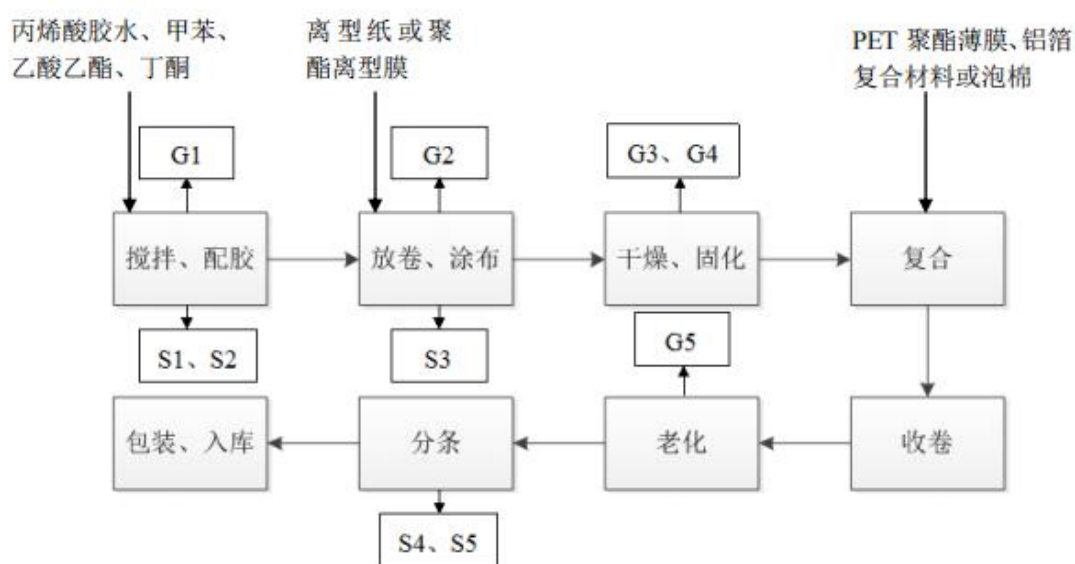 丙烯酸胶水、甲苯、
乙酸乙酯、丁酮
离型纸或聚
酯离型膜
PET 聚酯薄膜、铝箔
复合材料或泡棉
G1
G2
G3、G4
搅拌、配胶
放卷、涂布
干燥、固化
复合
S1、S2
S3
G5
包装、入库
分条
老化
收卷
S4、S5